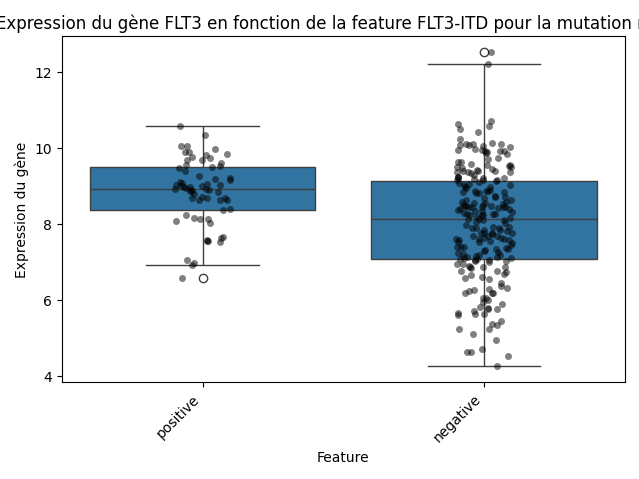 Expression du gène FLT3 en fonction de la feature FLT3-ITD pour la mutation
Expression du gène
12
10
8
6
4
positive
negative
Feature